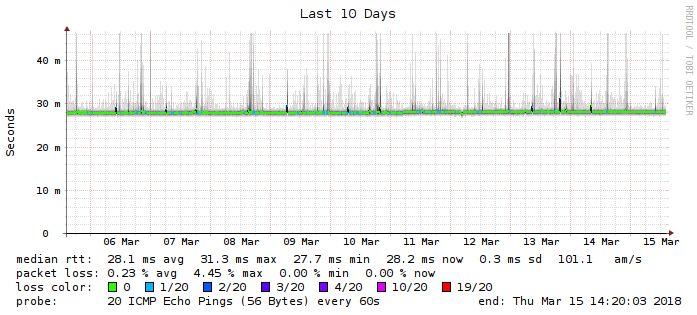 Last 10 Days
RRDTOOL / TOBI OETIKER
Seconds
40 m
30 m
20 m
10 m
0
06 Mar 07 Mar 08 Mar 09 Mar 10 Mar 11 Mar 12 Mar 13 Mar 14 Mar 15 Mar
median rtt: 28.1 ms avg 31.3 ms max 27.7 ms min 28.2 ms now 0.3 ms sd 101.1 am/s
packet loss: 0.23 % avg 4.45 % max 0.00 % min 0.00 % now
loss color: 0 1/20 2/20 3/20 4/20 10/20 19/20
probe: 20 ICMP Echo Pings (56 Bytes) every 60s end: Thu Mar 15 14:20:03 2018